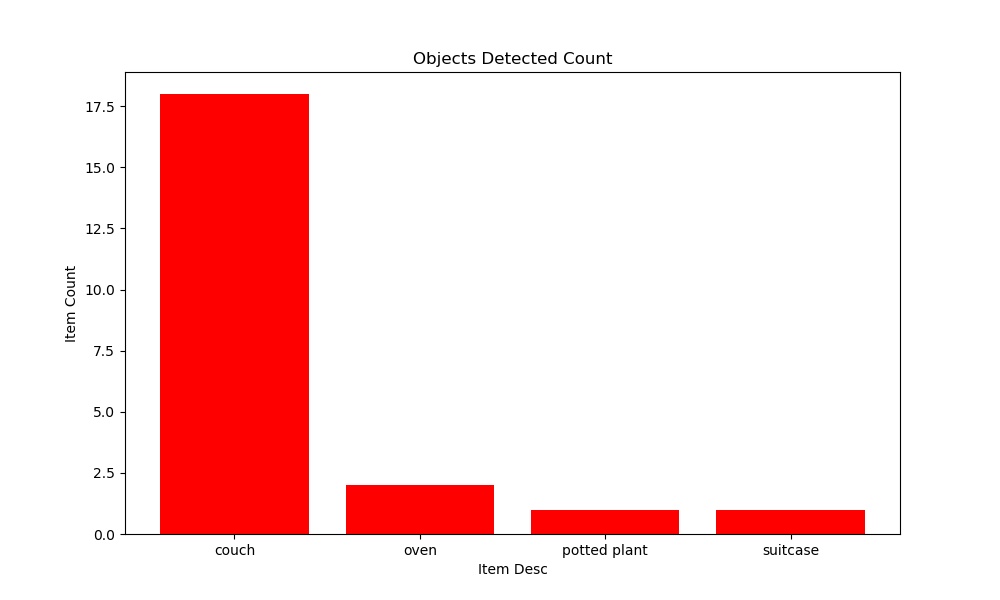 Objects Detected Count
Item Count
17.5
15.0
12.5
10.0
7.5
5.0
2.5
0.0
couch oven potted plant suitcase
Item Desc